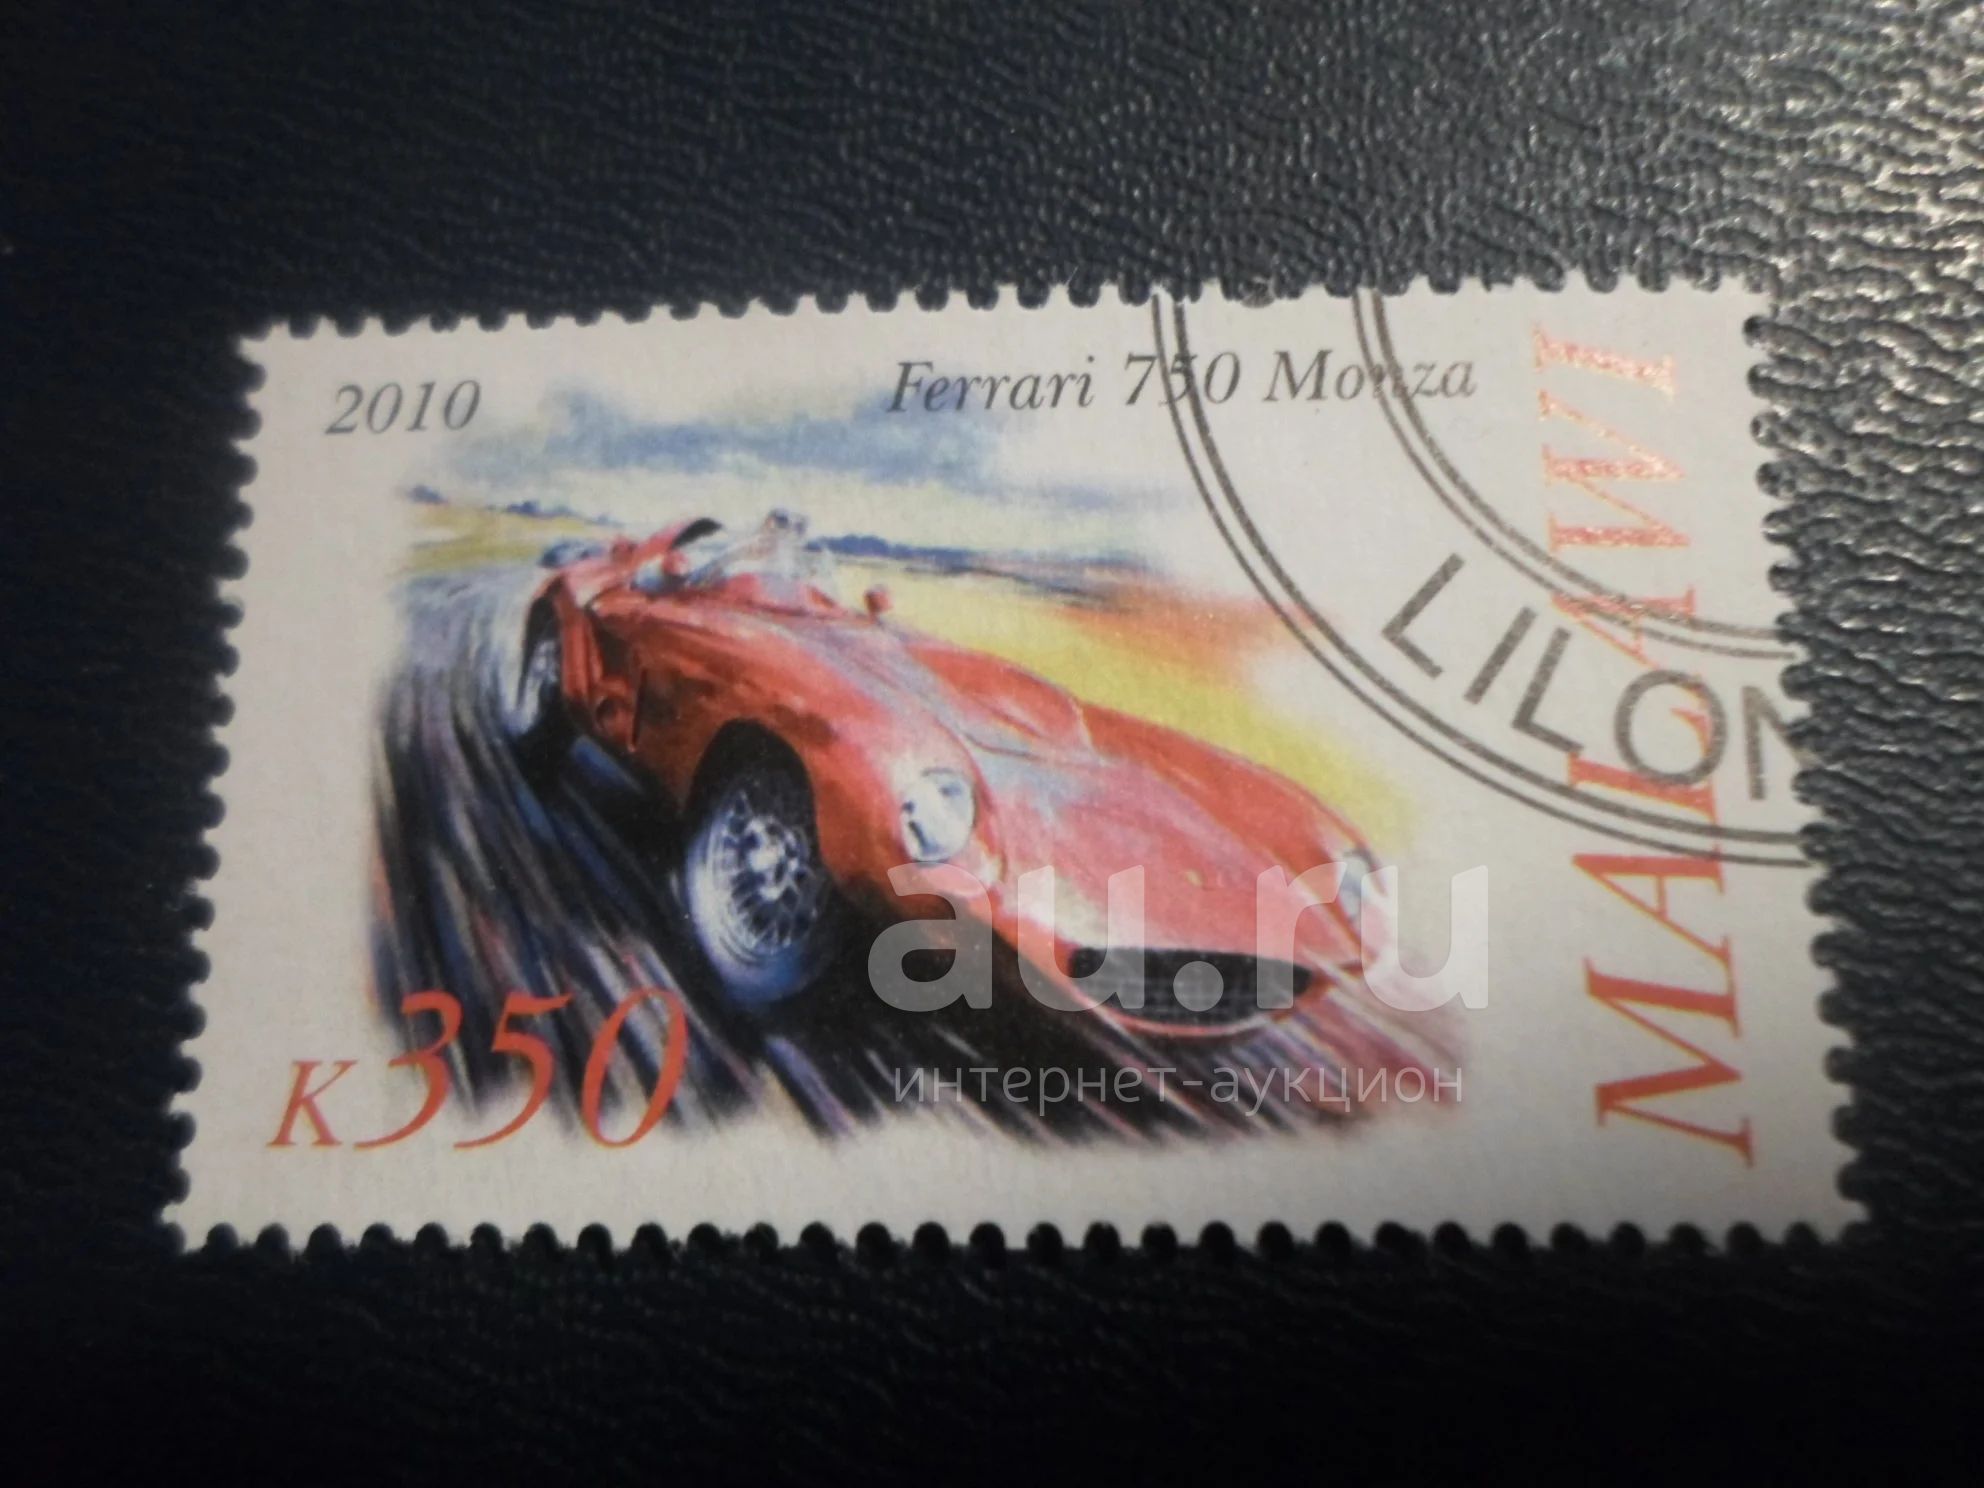 2010
Ferrari 750 Monza
MALAWI
LILON
K350
au.ru
интернет-аукцион